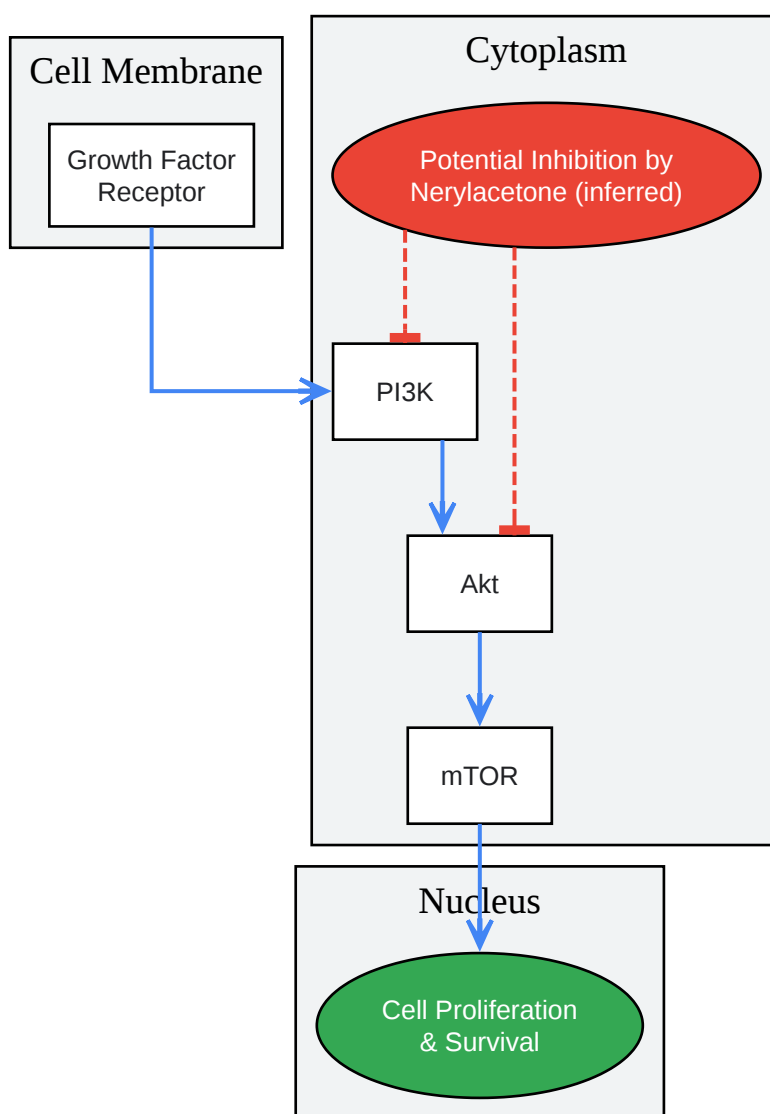 Cell Membrane
Growth Factor
Receptor
Cytoplasm
Potential Inhibition by
Nerylacetone (inferred)
PI3K
Akt
mTOR
Nucleus
Cell Proliferation
& Survival